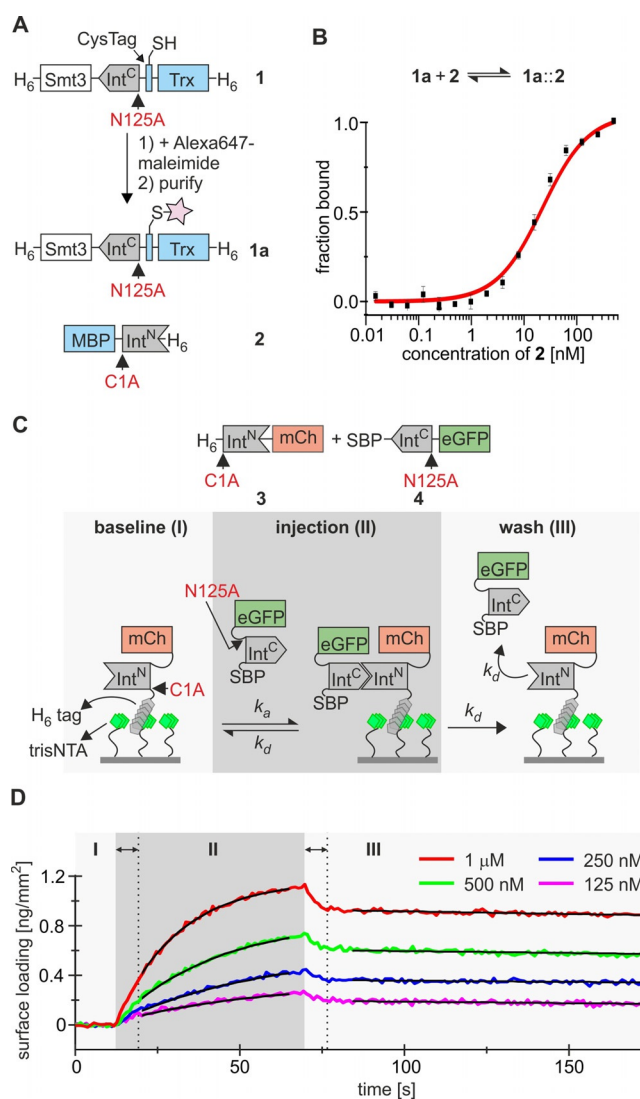 A
CysTag
SH
H6 Smt3 IntC Trx H6 1
N125A
1) + Alexa647-
maleimide
2) purify
S
H6 Smt3 IntC Trx H6 1a
N125A
MBP IntN H6 2
C1A
B
1a + 2 ⇌ 1a::2
fraction bound
1.0
0.5
0.0
0.01 0.1 1 10 100
concentration of 2 [nM]
C
H6 IntN mCh + SBP IntC eGFP
C1A N125A
3 4
baseline (I) injection (II) wash (III)
N125A
eGFP
IntC
SBP
mCh
IntN
C1A
H6 tag
trisNTA
ka
kd
eGFP mCh
IntC IntN
SBP
kd
eGFP
IntC
SBP
kd
mCh
IntN
D
I II III
1 μM 250 nM
500 nM 125 nM
surface loading [ng/mm²]
1.2
0.8
0.4
0
0 50 100 150
time [s]